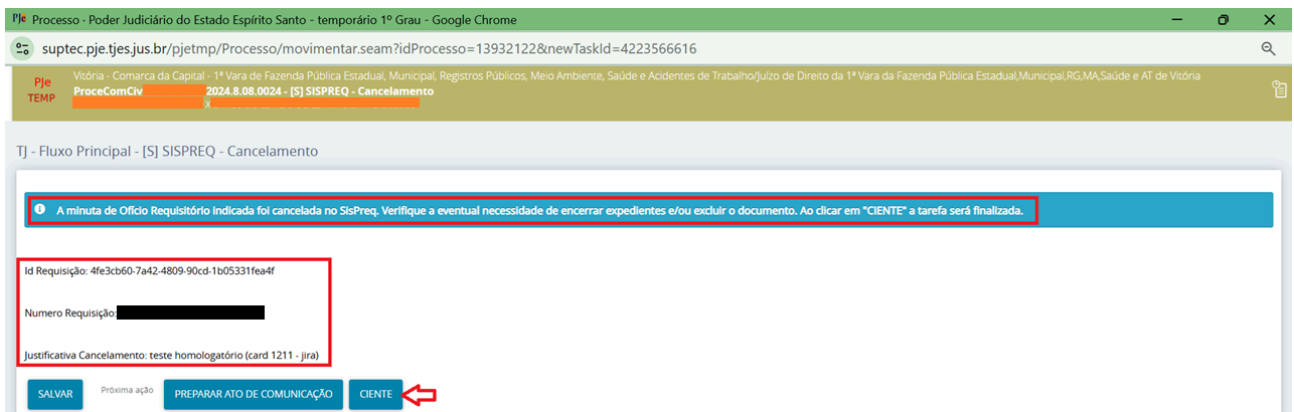 PJe Processo - Poder Judiciário do Estado Espírito Santo - temporário 1º Grau - Google Chrome
suptec.pje.tjes.jus.br/pjetmp/Processo/movimentar.seam?idProcesso=13932122&newTaskId=4223566616
PJe
TEMP
Vitória - Comarca da Capital - 1ª Vara de Fazenda Pública Estadual, Municipal, Registros Públicos, Meio Ambiente, Saúde e Acidentes de Trabalho/Juízo de Direito da 1ª Vara da Fazenda Pública Estadual,Municipal,RG,MA,Saúde e AT de Vitória
ProceComCiv 2024.8.08.0024 - [S] SISPREQ - Cancelamento
X
TJ - Fluxo Principal - [S] SISPREQ - Cancelamento
A minuta de Ofício Requisitório indicada foi cancelada no SisPreq. Verifique a eventual necessidade de encerrar expedientes e/ou excluir o documento. Ao clicar em "CIENTE" a tarefa será finalizada.
Id Requisição: 4fe3cb60-7a42-4809-90cd-1b05331fea4f
Numero Requisição:
Justificativa Cancelamento: teste homologatório (card 1211 - jira)
SALVAR Próxima ação PREPARAR ATO DE COMUNICAÇÃO CIENTE